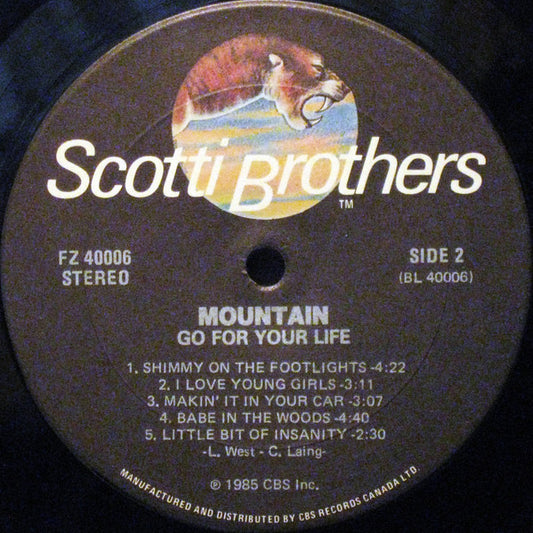 Scotti Brothers
TM
FZ 40006
STEREO
SIDE 2
(BL 40006)
MOUNTAIN
GO FOR YOUR LIFE
1. SHIMMY ON THE FOOTLIGHTS -4:22
2. I LOVE YOUNG GIRLS -3:11
3. MAKIN' IT IN YOUR CAR -3:07
4. BABE IN THE WOODS -4:40
5. LITTLE BIT OF INSANITY -2:30
-L. West - C. Laing-
℗ 1985 CBS Inc.
MANUFACTURED AND DISTRIBUTED BY CBS RECORDS CANADA LTD.